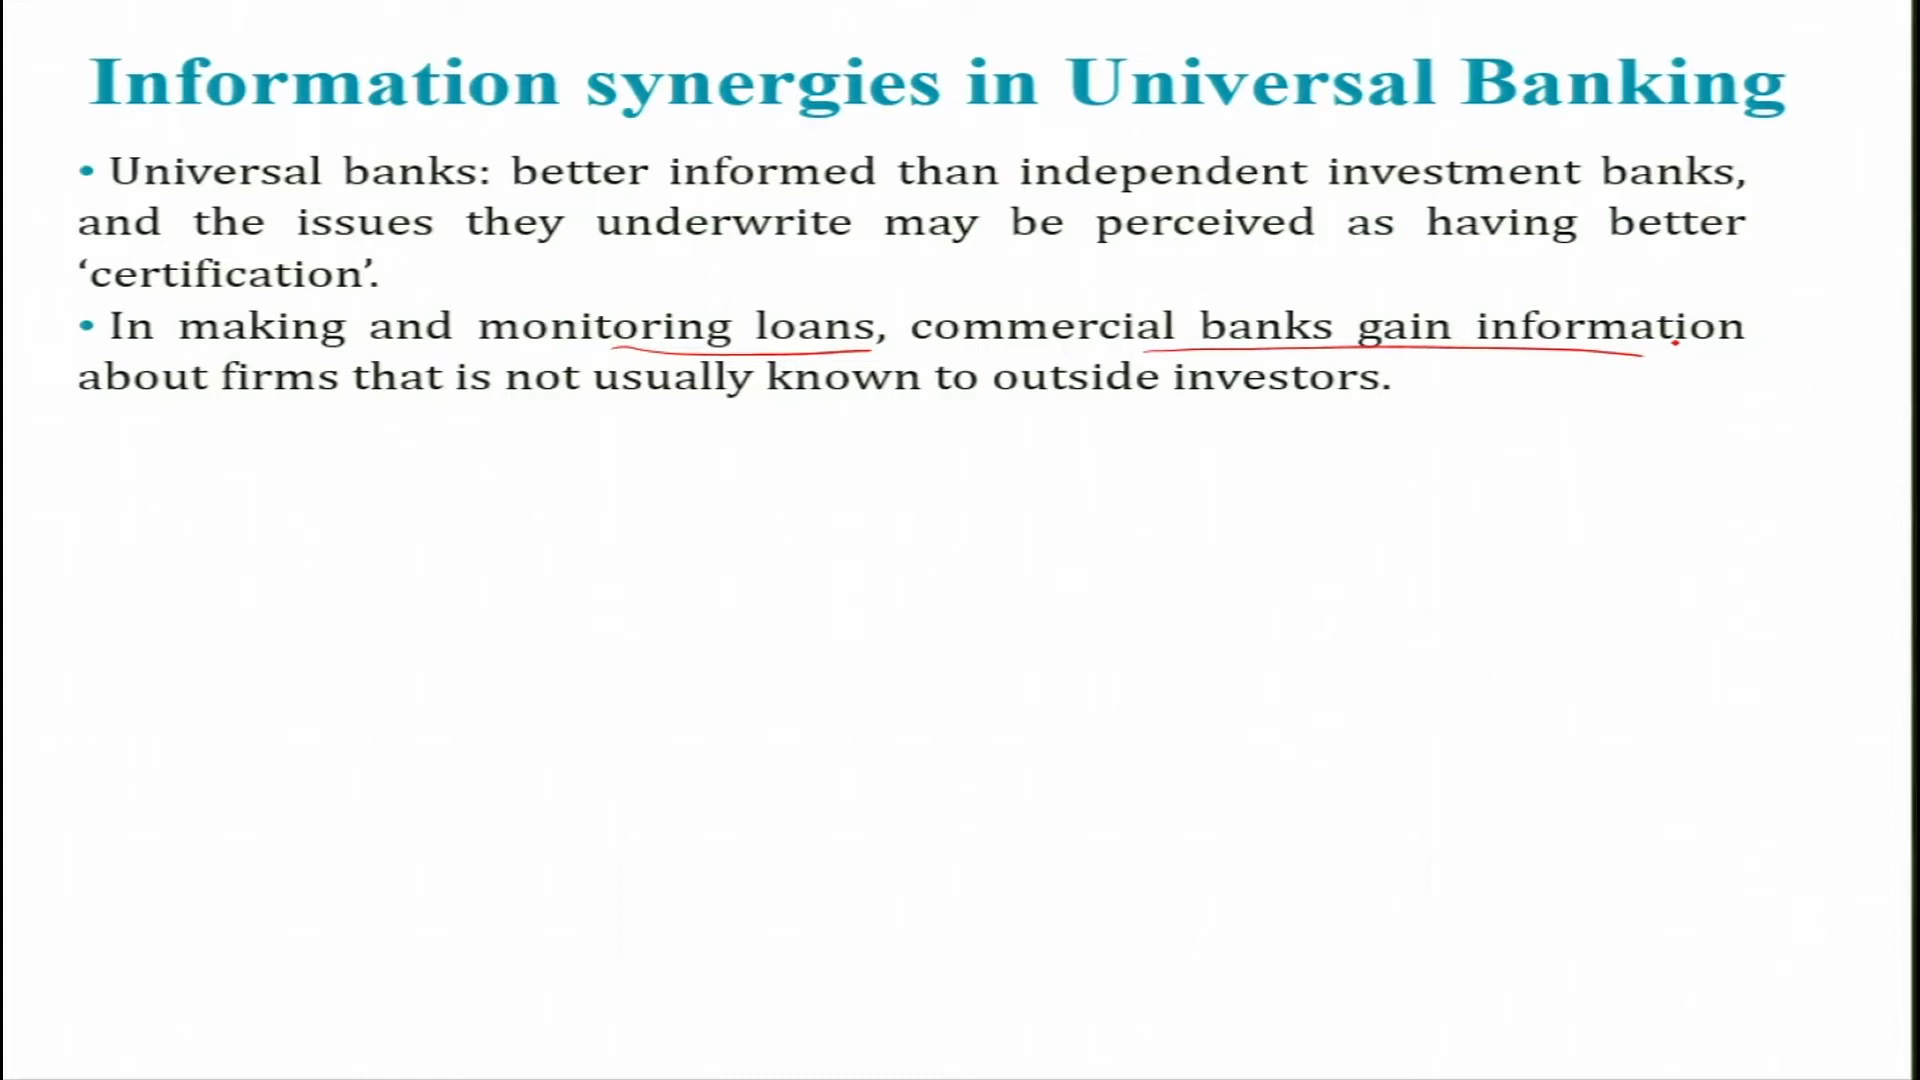 Information synergies in Universal Banking
• Universal banks: better informed than independent investment banks,
and the issues they underwrite may be perceived as having better
‘certification’.
• In making and monitoring loans, commercial banks gain information
about firms that is not usually known to outside investors.